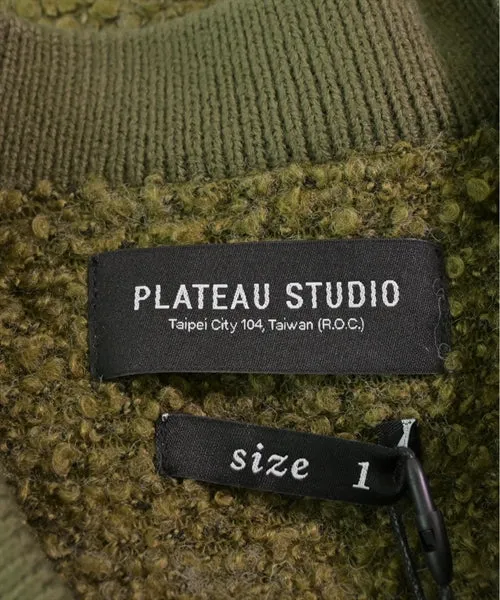 PLATEAU STUDIO
Taipei City 104, Taiwan (R.O.C.)
size 1